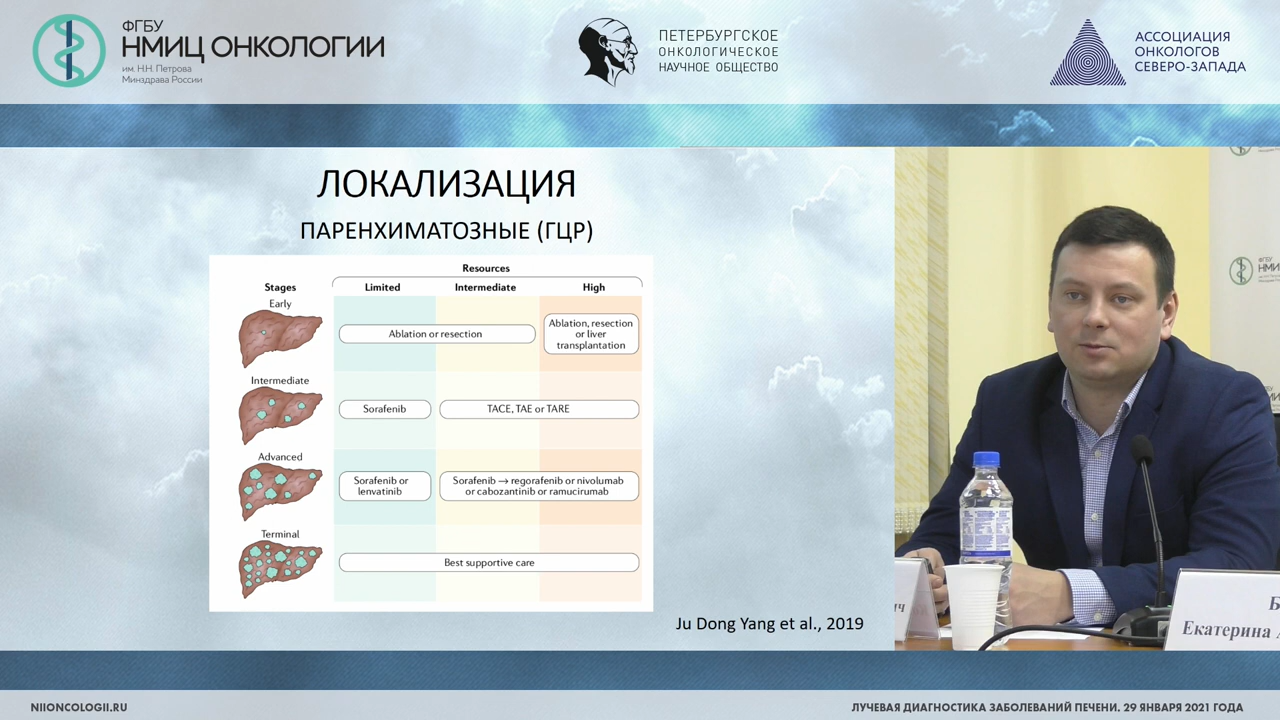 ФГБУ
НМИЦ ОНКОЛОГИИ
им. Н.Н. Петрова
Минздрава России
ПЕТЕРБУРГСКОЕ
ОНКОЛОГИЧЕСКОЕ
НАУЧНОЕ ОБЩЕСТВО
АССОЦИАЦИЯ
ОНКОЛОГОВ
СЕВЕРО-ЗАПАДА
ЛОКАЛИЗАЦИЯ
ПАРЕНХИМАТОЗНЫЕ (ГЦР)
Resources
Stages
Limited
Intermediate
High
Early
Ablation or resection
Ablation, resection
or liver
transplantation
Intermediate
Sorafenib
TACE, TAE or TARE
Advanced
Sorafenib or
lenvatinib
Sorafenib → regorafenib or nivolumab
or cabozantinib or ramucirumab
Terminal
Best supportive care
Ju Dong Yang et al., 2019
ФГБУ
Екатерина
NIIONCOLOGII.RU
ЛУЧЕВАЯ ДИАГНОСТИКА ЗАБОЛЕВАНИЙ ПЕЧЕНИ. 29 ЯНВАРЯ 2021 ГОДА